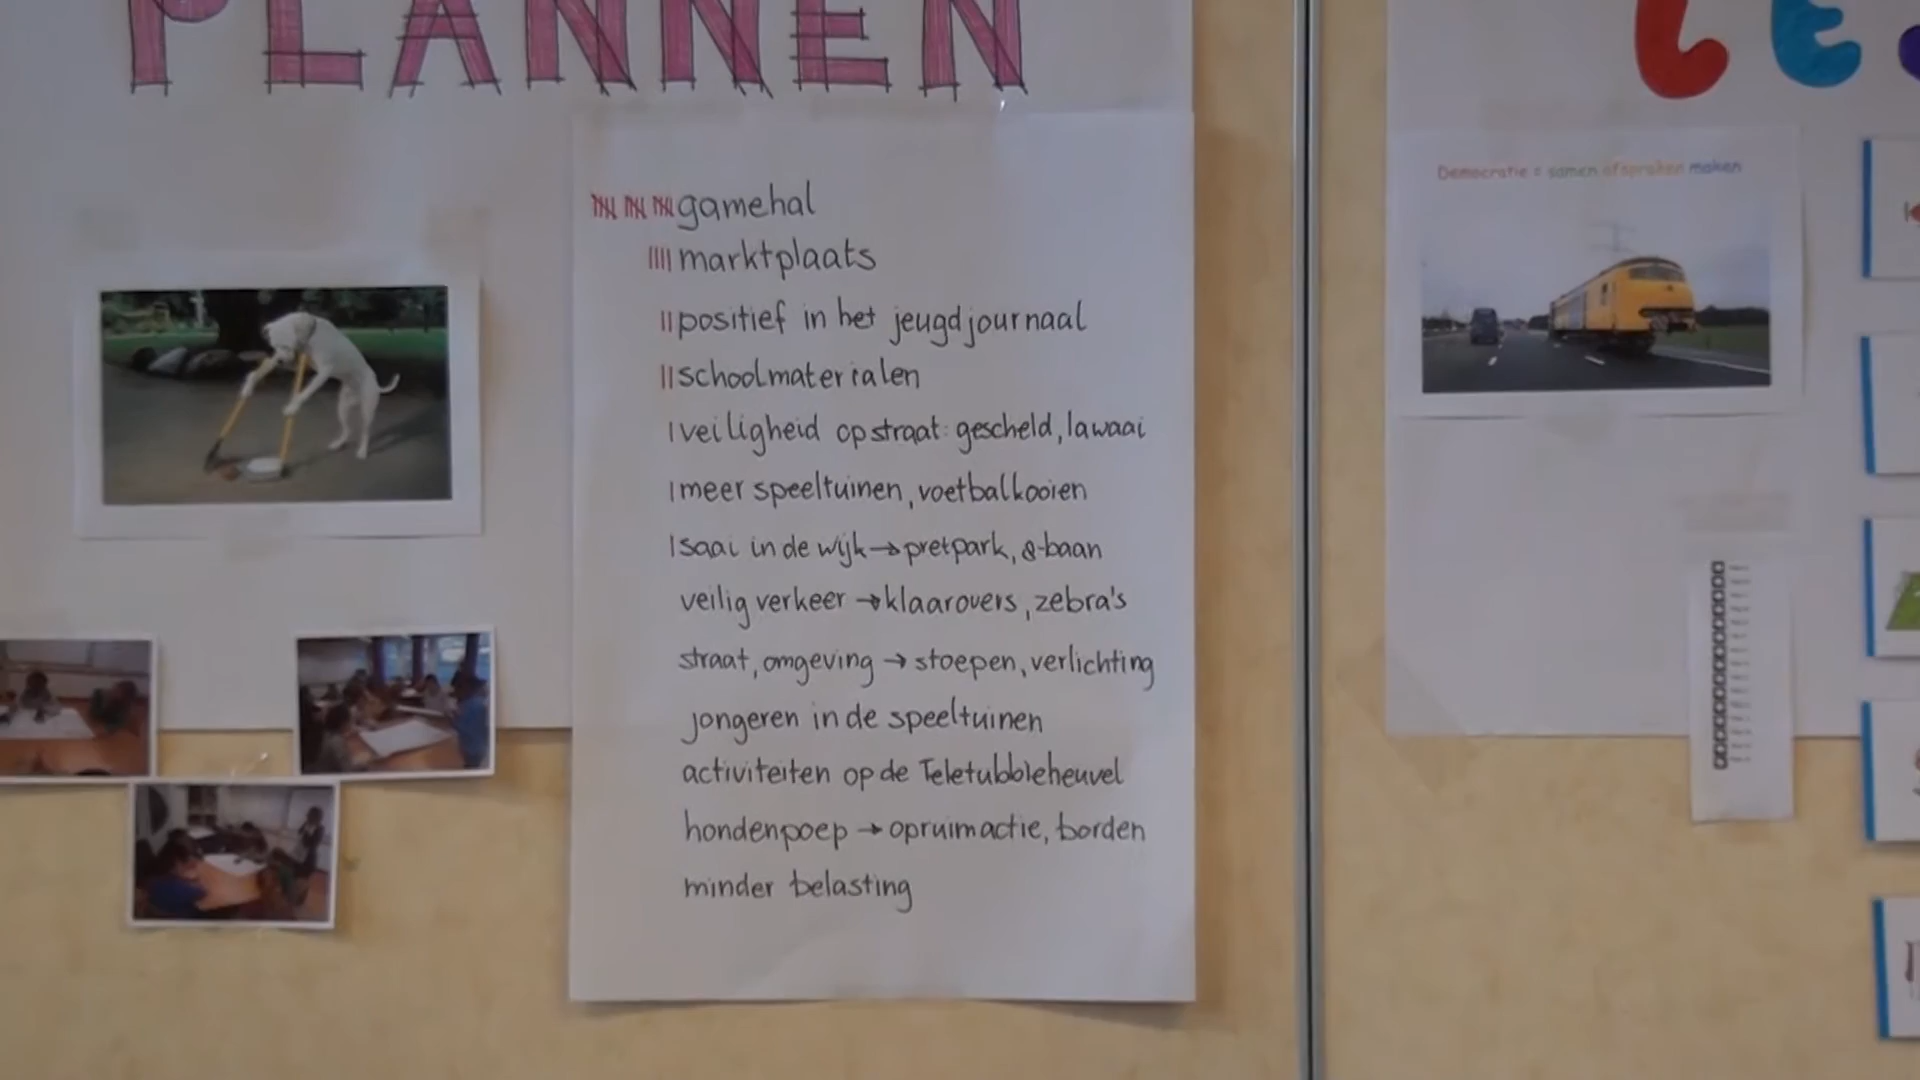 PLANNEN
gamehal
marktplaats
positief in het jeugdjournaal
schoolmaterialen
veiligheid op straat: gescheld, lawaai
meer speeltuinen, voetbalkooien
saai in de wijk → pretpark, 8-baan
veilig verkeer → klaarovers, zebra's
straat, omgeving → stoepen, verlichting
jongeren in de speeltuinen
activiteiten op de Teletubbieheuvel
hondenpoep → opruimactie, borden
minder belasting
LE
Democratie = samen afspraken maken